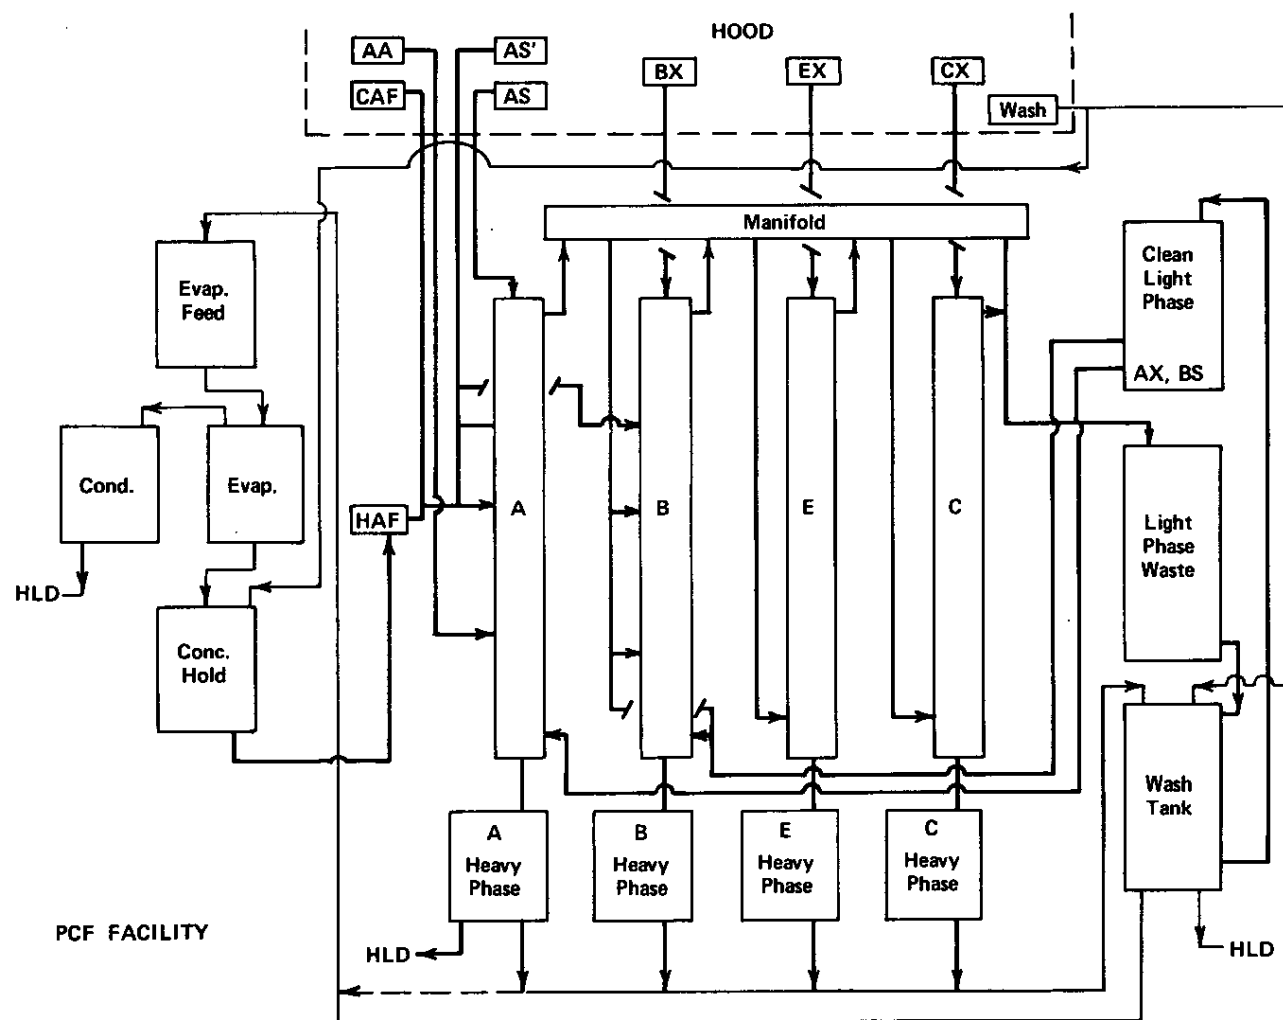 HOOD
AA
AS'
BX
EX
CX
CAF
AS
Wash
Manifold
Evap.
Feed
Clean
Light
Phase
AX, BS
Cond.
Evap.
HAF
A
B
E
C
Light
Phase
Waste
HLD
Conc.
Hold
Wash
Tank
A
Heavy
Phase
B
Heavy
Phase
E
Heavy
Phase
C
Heavy
Phase
PCF FACILITY
HLD
HLD